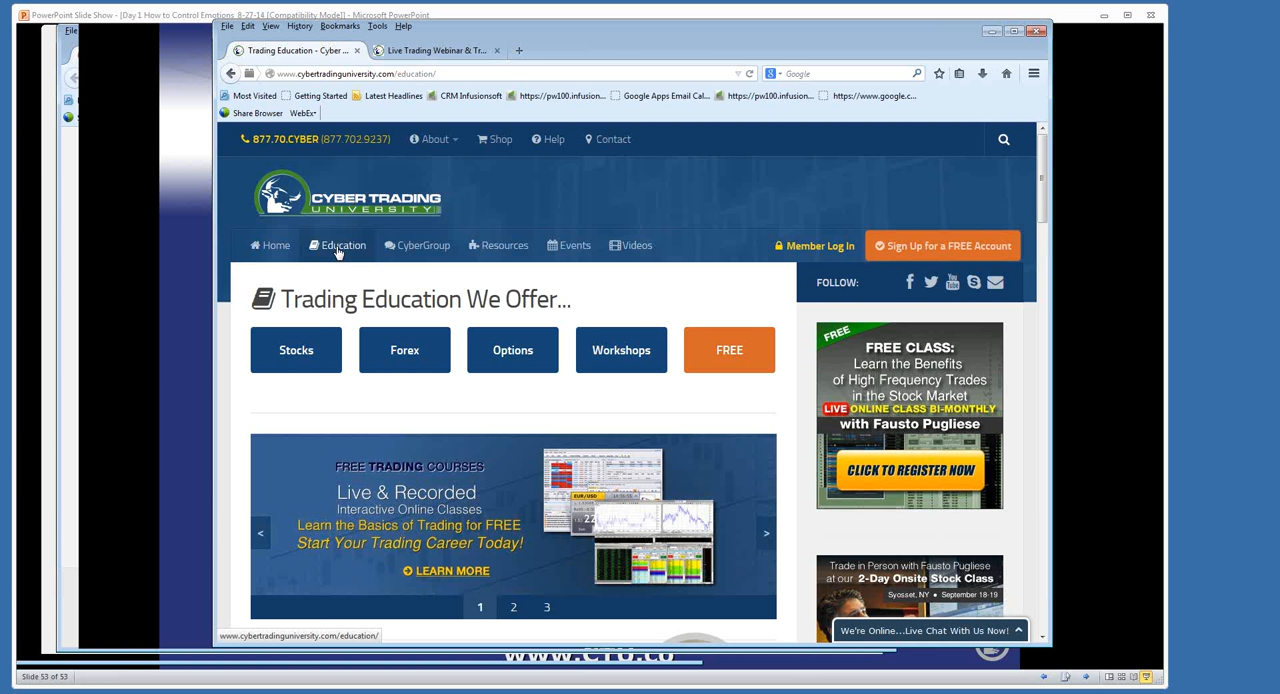 PowerPoint Slide Show - [Day 1 How to Control Emotions 8-27-14 [Compatibility Mode]] - Microsoft PowerPoint
File
File Edit View History Bookmarks Tools Help
Trading Education - Cyber ... ×
Live Trading Webinar & Tr... ×
+
www.cybertradinguniversity.com/education/
Google
Most Visited Getting Started Latest Headlines CRM Infusionsoft https://pw100.infusion... Google Apps Email Cal... https://pw100.infusion... https://www.google.c...
Share Browser WebEx
877.70.CYBER (877 702.9237) About Shop Help Contact
CYBER TRADING
UNIVERSITY
Home Education CyberGroup Resources Events Videos Member Log In Sign Up for a FREE Account
Trading Education We Offer...
FOLLOW:
Stocks Forex Options Workshops FREE
FREE
FREE CLASS:
Learn the Benefits
of High Frequency Trades
in the Stock Market
LIVE ONLINE CLASS BI-MONTHLY
with Fausto Pugliese
CLICK TO REGISTER NOW
FREE TRADING COURSES
Live & Recorded
Interactive Online Classes
Learn the Basics of Trading for FREE
Start Your Trading Career Today!
LEARN MORE
EUR/USD
< >
1 2 3
Trade in Person with Fausto Pugliese
at our 2-Day Onsite Stock Class
Syosset, NY • September 18-19
We're Online...Live Chat With Us Now!
www.cybertradinguniversity.com/education/
www.CTU.co
Slide 53 of 53